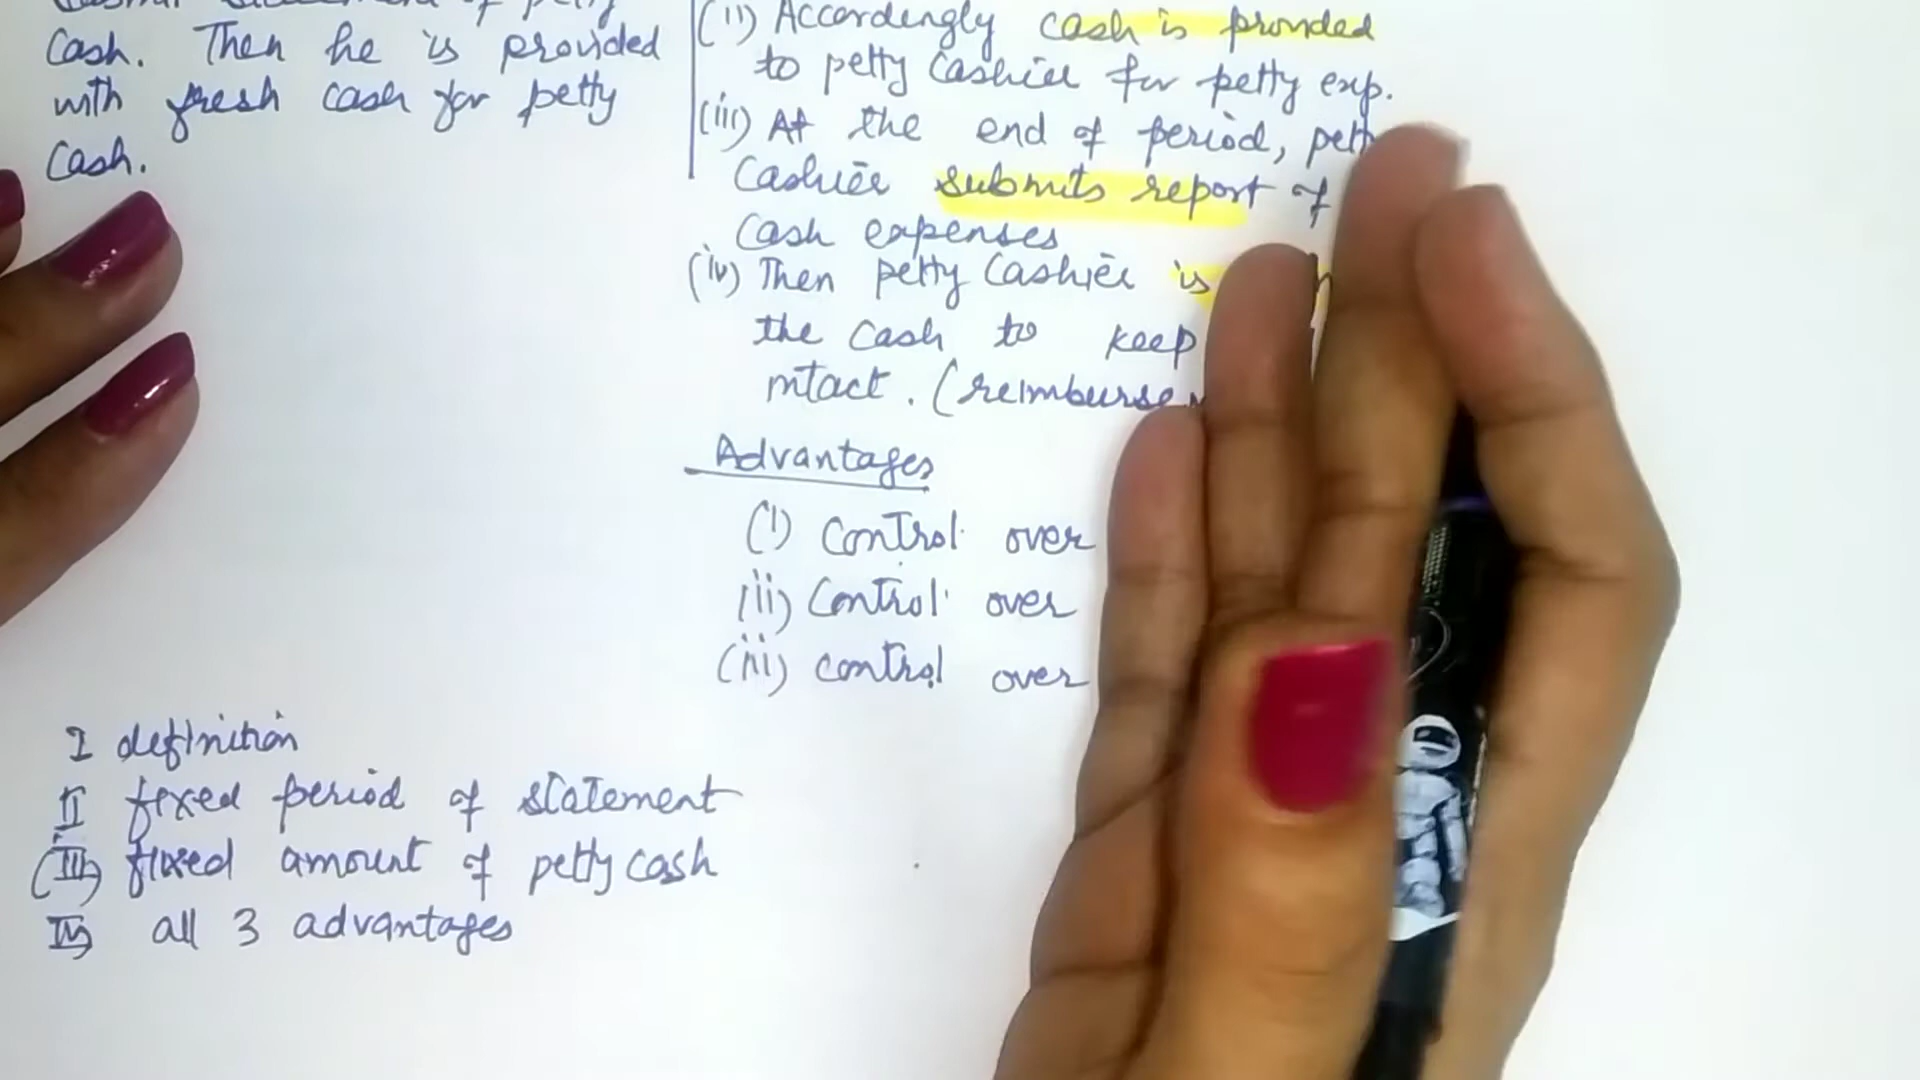 Cash. Then he is provided
with fresh cash for petty
Cash.
(ii) Accordingly cash is provided
to petty Cashier for petty exp.
(iii) At the end of period,
Cashier submits report of
Cash expenses
(iv) Then petty Cashier is
the cash to keep
intact.
Advantages
(i) Control over
(ii) Control over
(iii) control over
I definition
II fixed period of statement
(III) fixed amount of petty cash
IV all 3 advantages